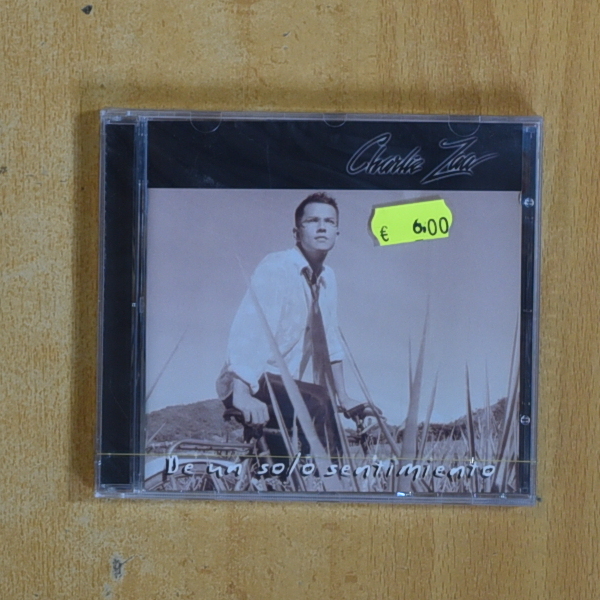 Charlie Zaa
€ 6.00
De un solo sentimiento